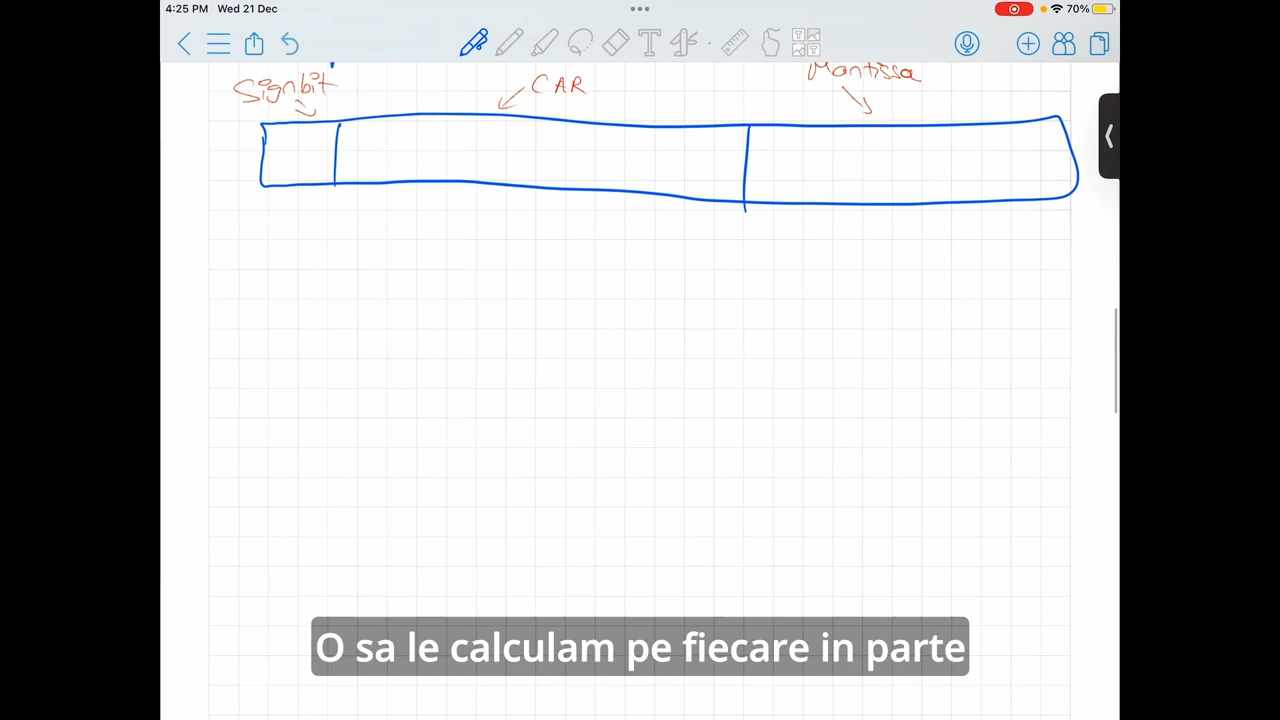 4:25 PM Wed 21 Dec
70%
T
T
T
Signbit
CAR
Mantissa
O sa le calculam pe fiecare in parte